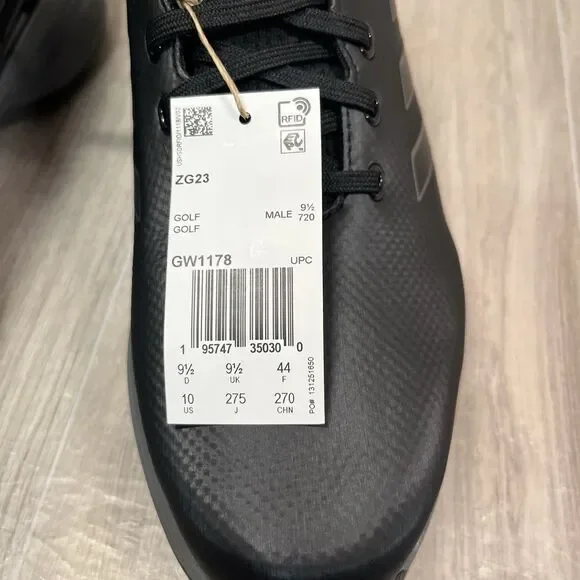 RFID
ZG23
GOLF
GOLF
MALE 9½
720
GW1178 UPC
1 95747 35030 0
9½ 9½ 44
D UK F
10 275 270
US J CHN
PO# 131251650